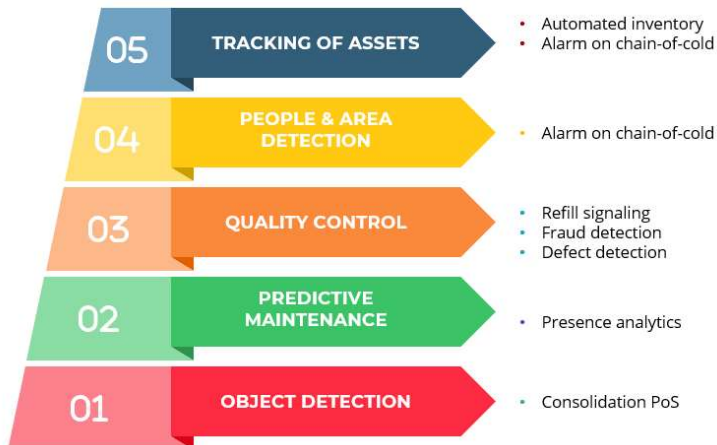 05
TRACKING OF ASSETS
• Automated inventory
• Alarm on chain-of-cold
04
PEOPLE & AREA
DETECTION
• Alarm on chain-of-cold
03
QUALITY CONTROL
• Refill signaling
• Fraud detection
• Defect detection
02
PREDICTIVE
MAINTENANCE
• Presence analytics
01
OBJECT DETECTION
• Consolidation PoS